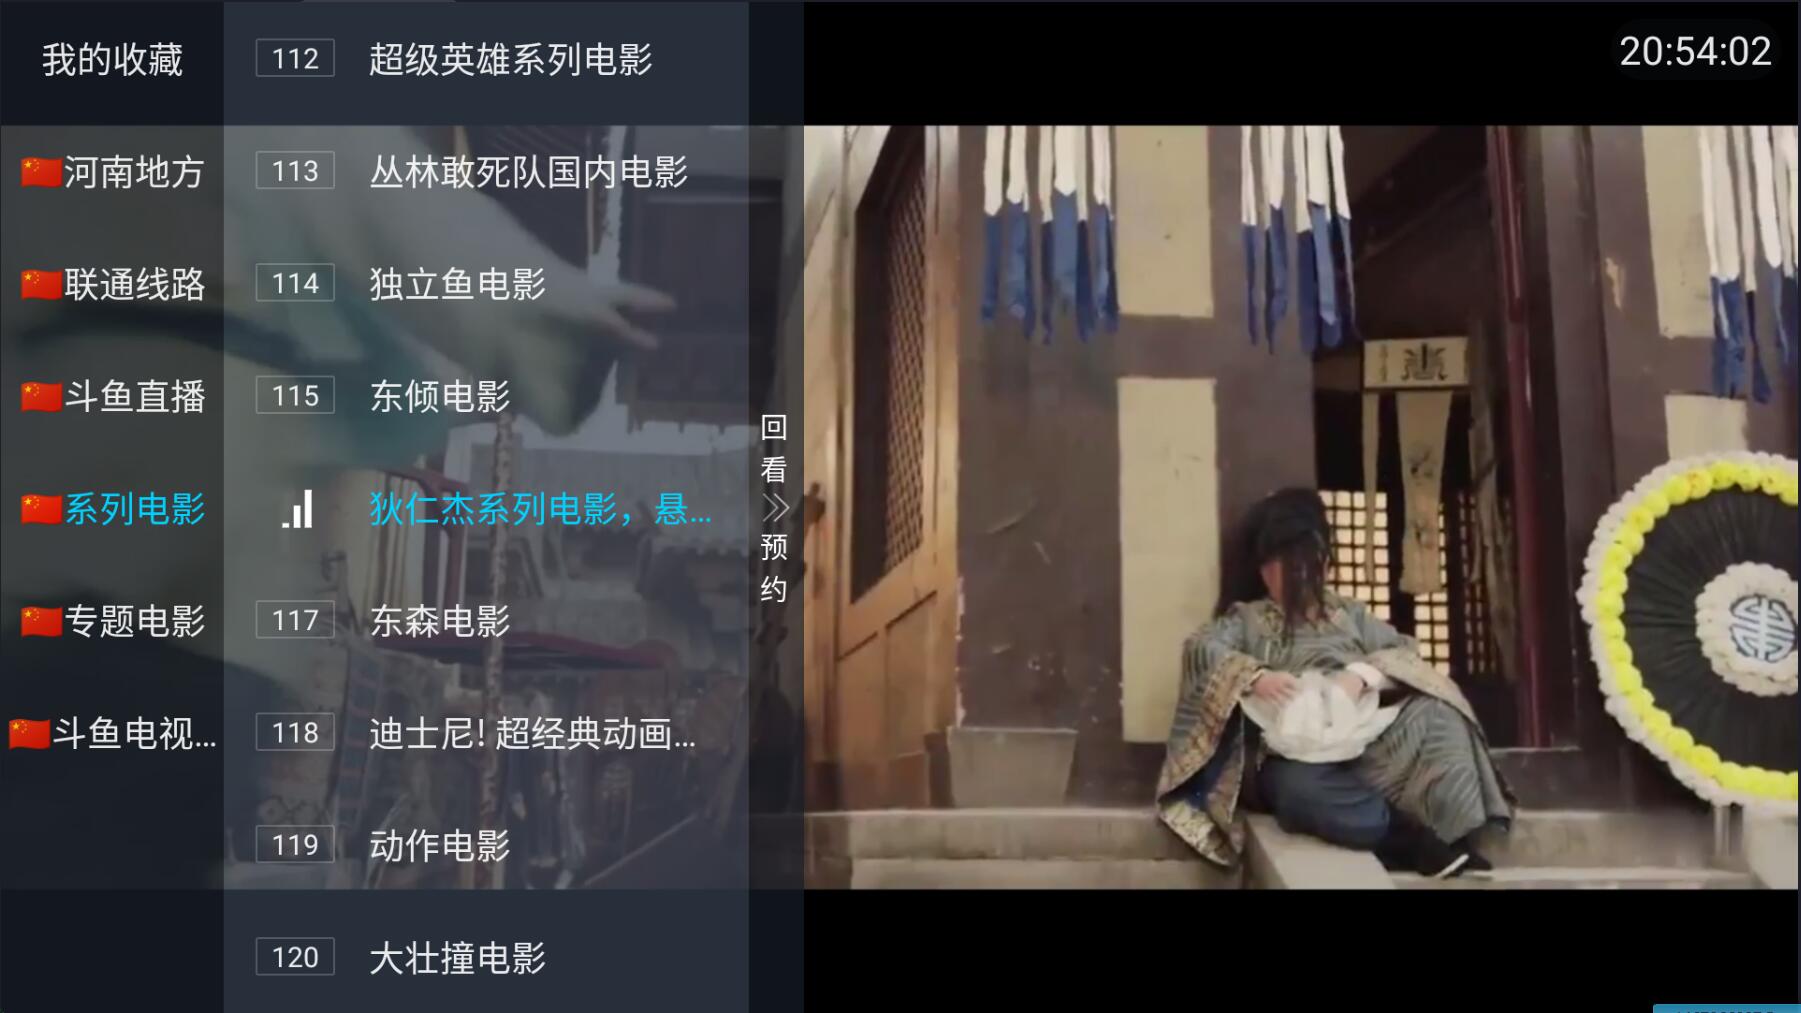 我的收藏
河南地方
联通线路
斗鱼直播
系列电影
专题电影
斗鱼电视...
112 超级英雄系列电影
113 丛林敢死队国内电影
114 独立鱼电影
115 东倾电影
狄仁杰系列电影，悬...
117 东森电影
118 迪士尼! 超经典动画...
119 动作电影
120 大壮撞电影
回看
预约
20:54:02